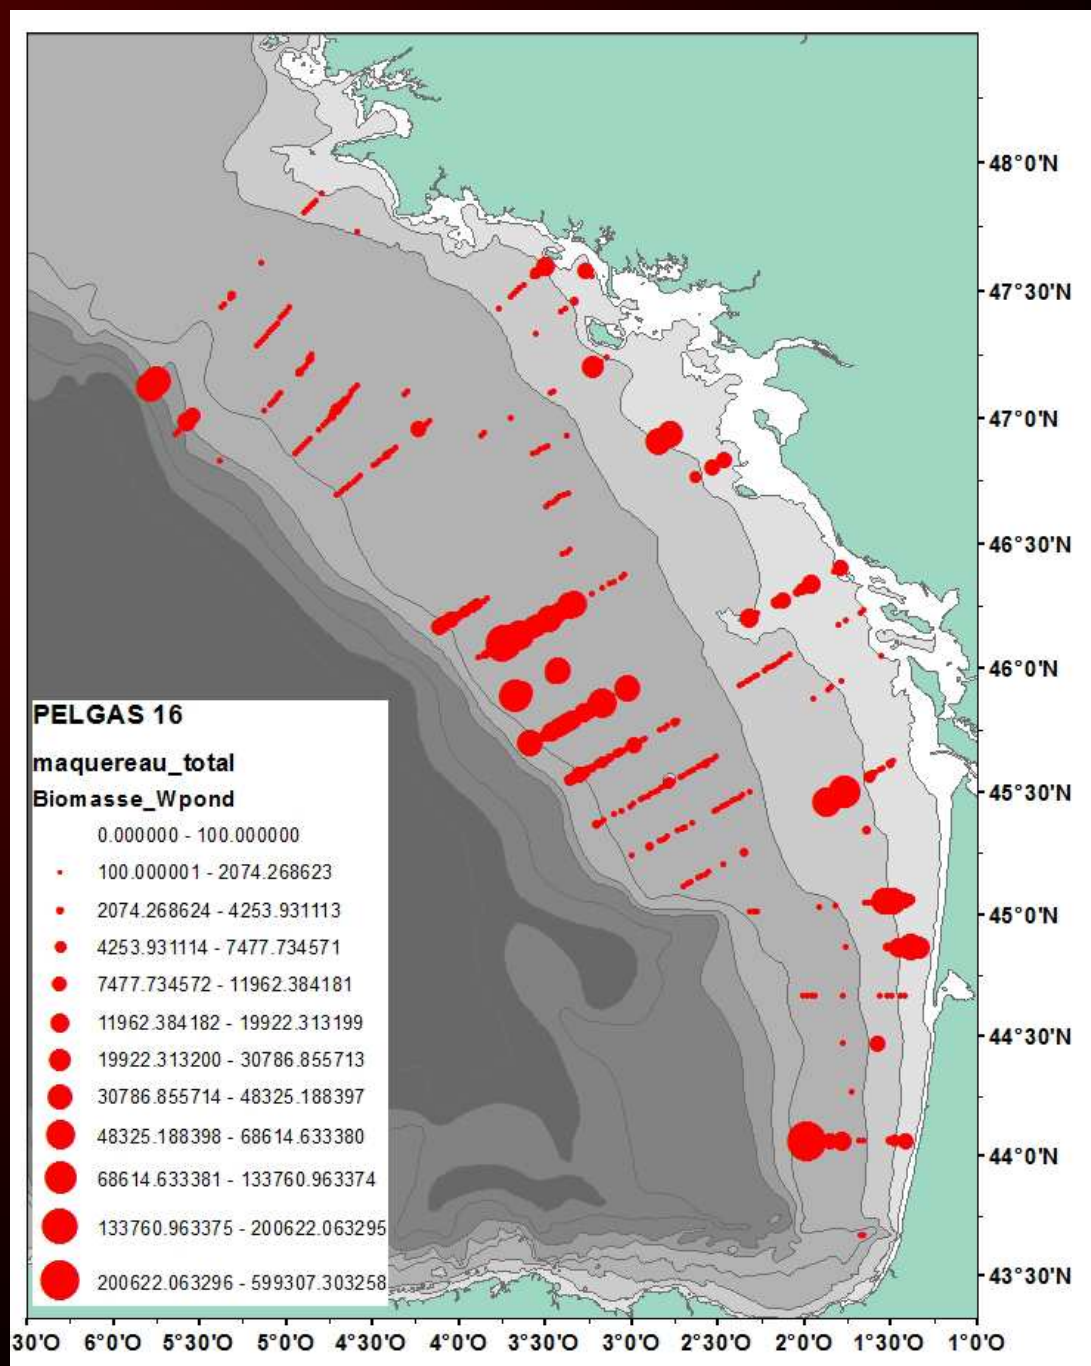 48°0'N
47°30'N
47°0'N
46°30'N
46°0'N
45°30'N
45°0'N
44°30'N
44°0'N
43°30'N
PELGAS 16
maquereau_total
Biomasse_Wpond
0.000000 - 100.000000
100.000001 - 2074.268623
2074.268624 - 4253.931113
4253.931114 - 7477.734571
7477.734572 - 11962.384181
11962.384182 - 19922.313199
19922.313200 - 30786.855713
30786.855714 - 48325.188397
48325.188398 - 68614.633380
68614.633381 - 133760.963374
133760.963375 - 200622.063295
200622.063296 - 599307.303258
30'O 6°0'O 5°30'O 5°0'O 4°30'O 4°0'O 3°30'O 3°0'O 2°30'O 2°0'O 1°30'O 1°0'O